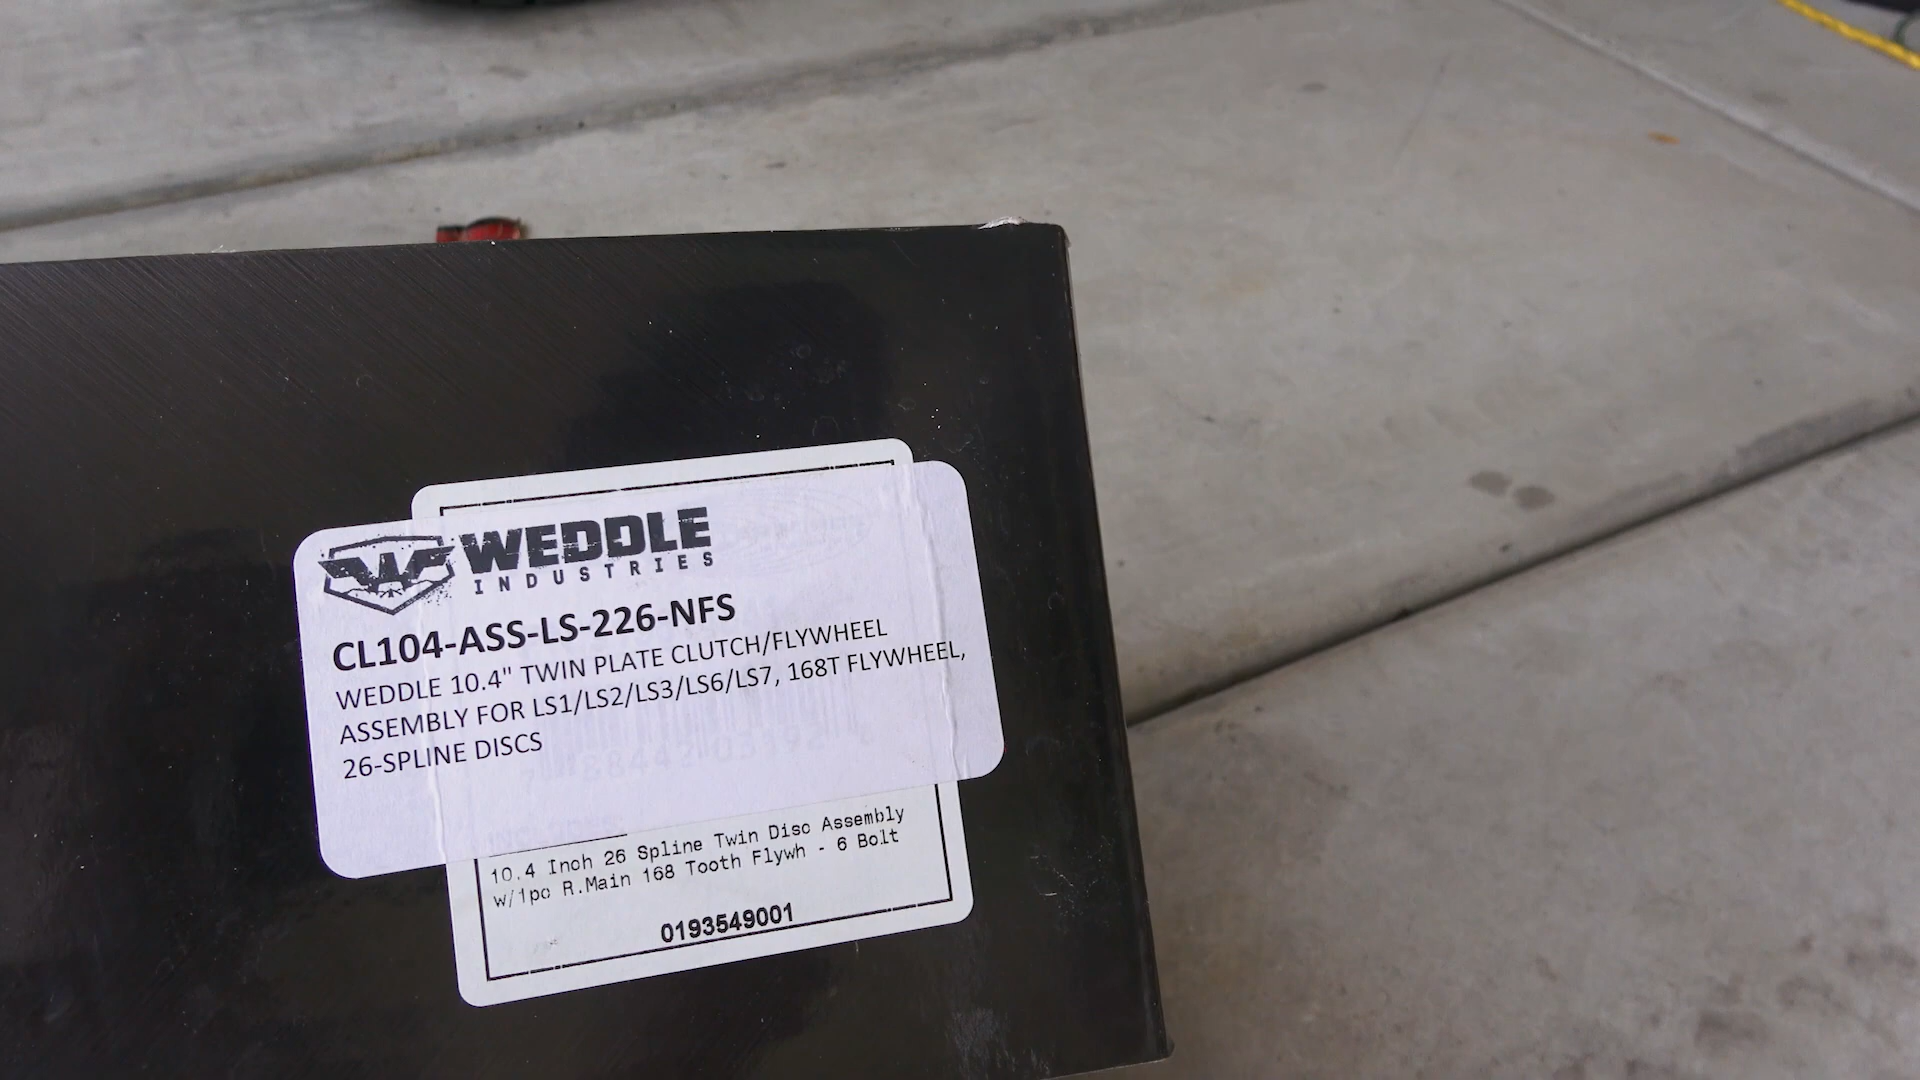 WEDDLE
INDUSTRIES
CL104-ASS-LS-226-NFS
WEDDLE 10.4" TWIN PLATE CLUTCH/FLYWHEEL
ASSEMBLY FOR LS1/LS2/LS3/LS6/LS7, 168T FLYWHEEL,
26-SPLINE DISCS
10.4 Inch 26 Spline Twin Disc Assembly
w/1pc R.Main 168 Tooth Flywh - 6 Bolt
0193549001